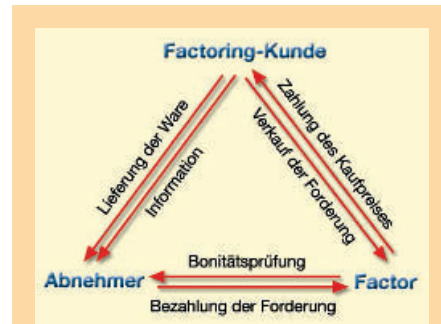 Factoring-Kunde
Lieferung der Ware
Information
Zahlung des Kaufpreises
Verkauf der Forderung
Bonitätsprüfung
Abnehmer
Factor
Bezahlung der Forderung